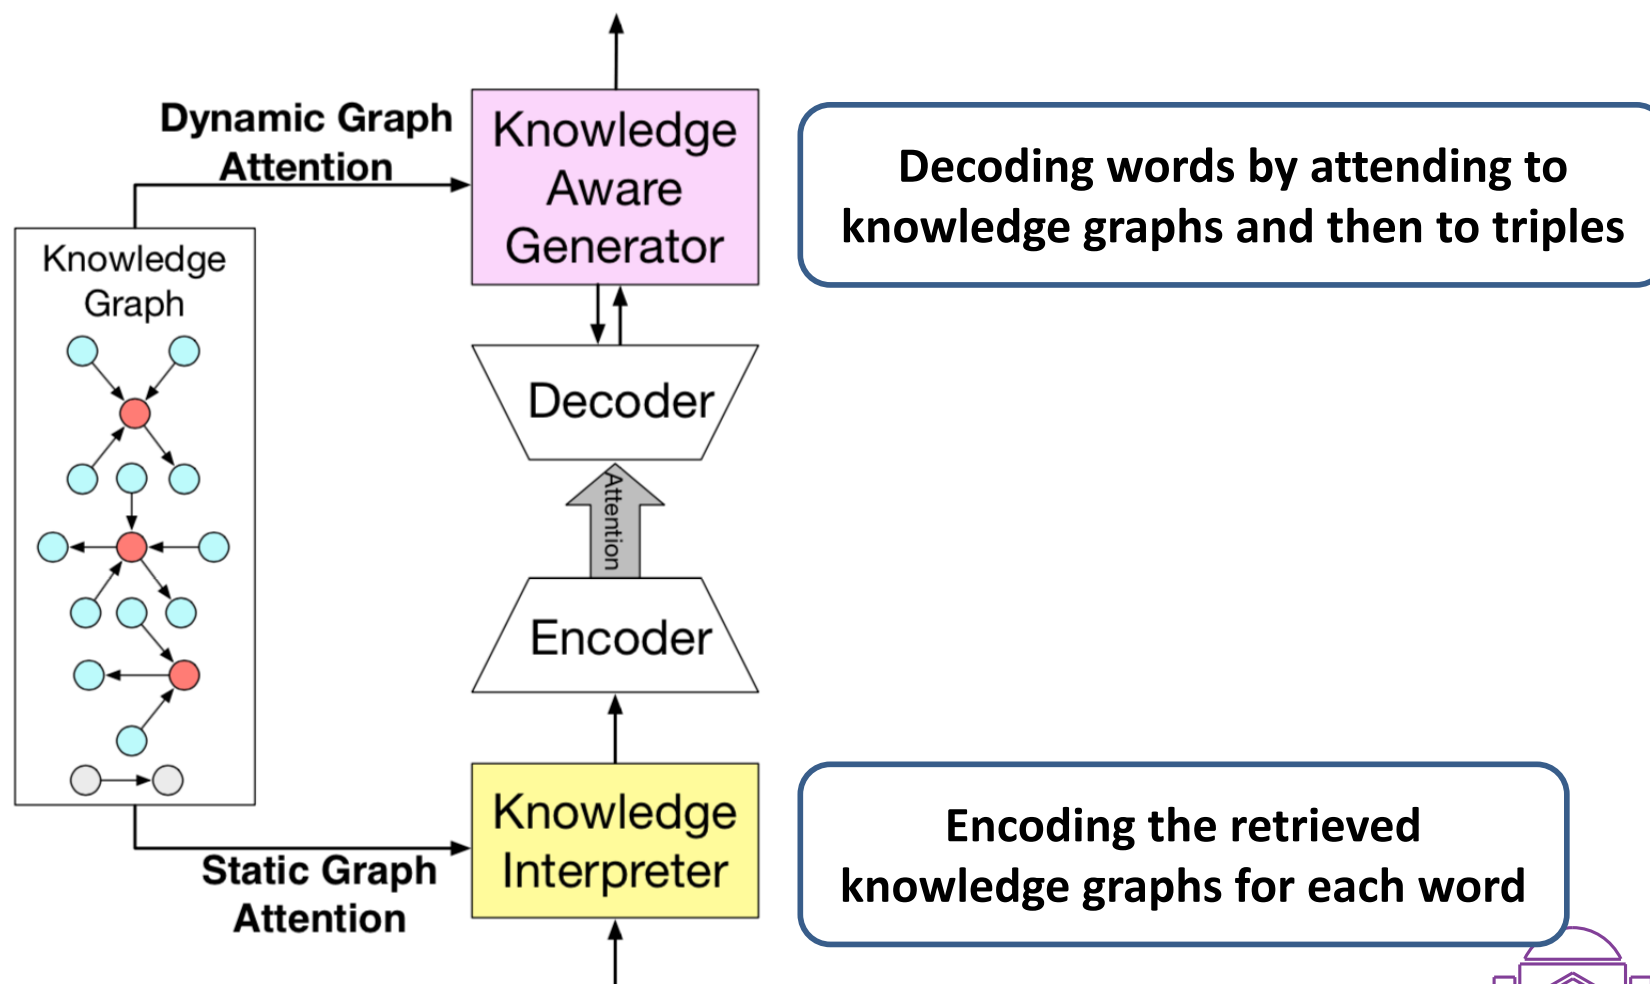 Dynamic Graph
Attention
Knowledge
Aware
Generator
Decoding words by attending to
knowledge graphs and then to triples
Knowledge
Graph
Decoder
Attention
Encoder
Knowledge
Interpreter
Static Graph
Attention
Encoding the retrieved
knowledge graphs for each word